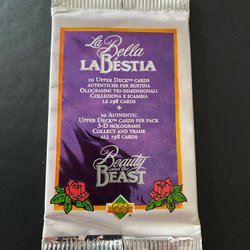 La Bella
LA BESTIA
10 UPPER DECK™ CARDS
AUTENTICHE PER BUSTINA
OLOGRAMMI TRI-DIMENSIONALI
COLLEZIONA E SCAMBIA
LE 198 CARDS
10 AUTHENTIC
UPPER DECK™ CARDS PER PACK
3-D HOLOGRAMS
COLLECT AND TRADE
ALL 198 CARDS
Beauty
AND THE
BEAST
UPPER
DECK